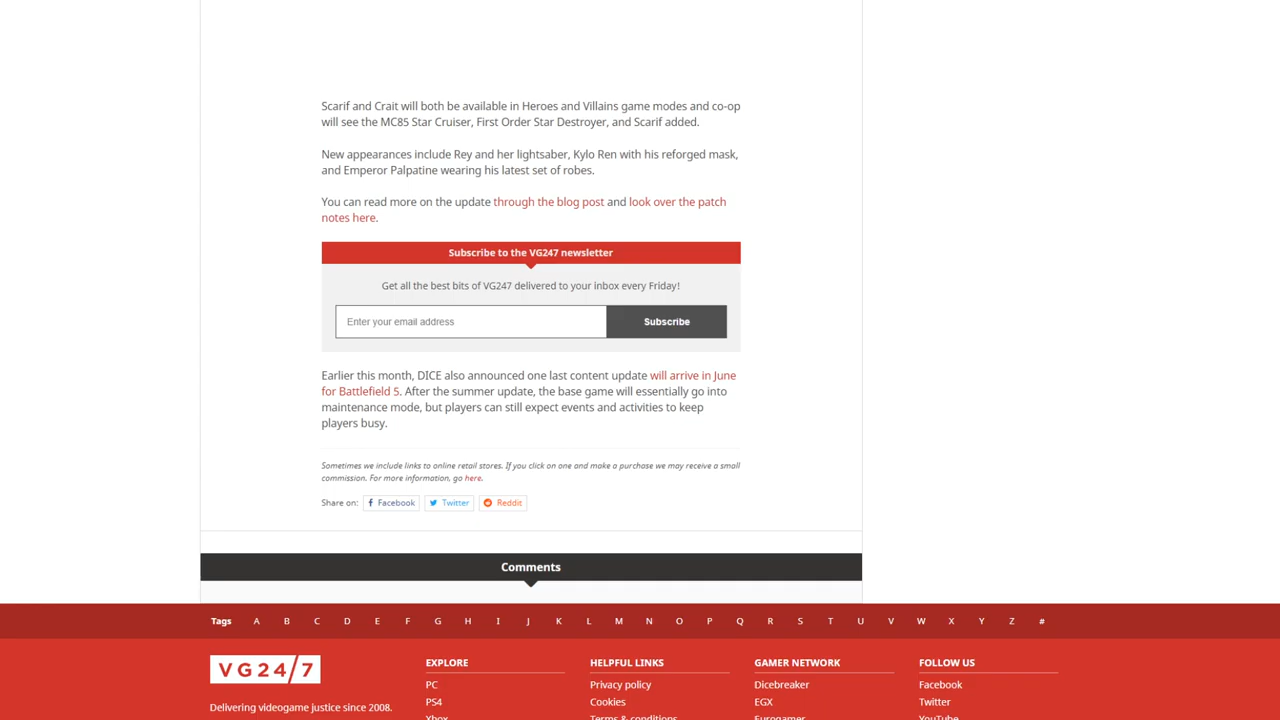 Scarif and Crait will both be available in Heroes and Villains game modes and co-op
will see the MC85 Star Cruiser, First Order Star Destroyer, and Scarif added.
New appearances include Rey and her lightsaber, Kylo Ren with his reforged mask,
and Emperor Palpatine wearing his latest set of robes.
You can read more on the update through the blog post and look over the patch
notes here.
Subscribe to the VG247 newsletter
Get all the best bits of VG247 delivered to your inbox every Friday!
Enter your email address Subscribe
Earlier this month, DICE also announced one last content update will arrive in June
for Battlefield 5. After the summer update, the base game will essentially go into
maintenance mode, but players can still expect events and activities to keep
players busy.
Sometimes we include links to online retail stores. If you click on one and make a purchase we may receive a small
commission. For more information, go here.
Share on: Facebook Twitter Reddit
Comments
Tags A B C D E F G H I J K L M N O P Q R S T U V W X Y Z #
VG24/7
Delivering videogame justice since 2008.
EXPLORE
PC
PS4
Xbox
HELPFUL LINKS
Privacy policy
Cookies
Terms & conditions
GAMER NETWORK
Dicebreaker
EGX
Eurogamer
FOLLOW US
Facebook
Twitter
YouTube